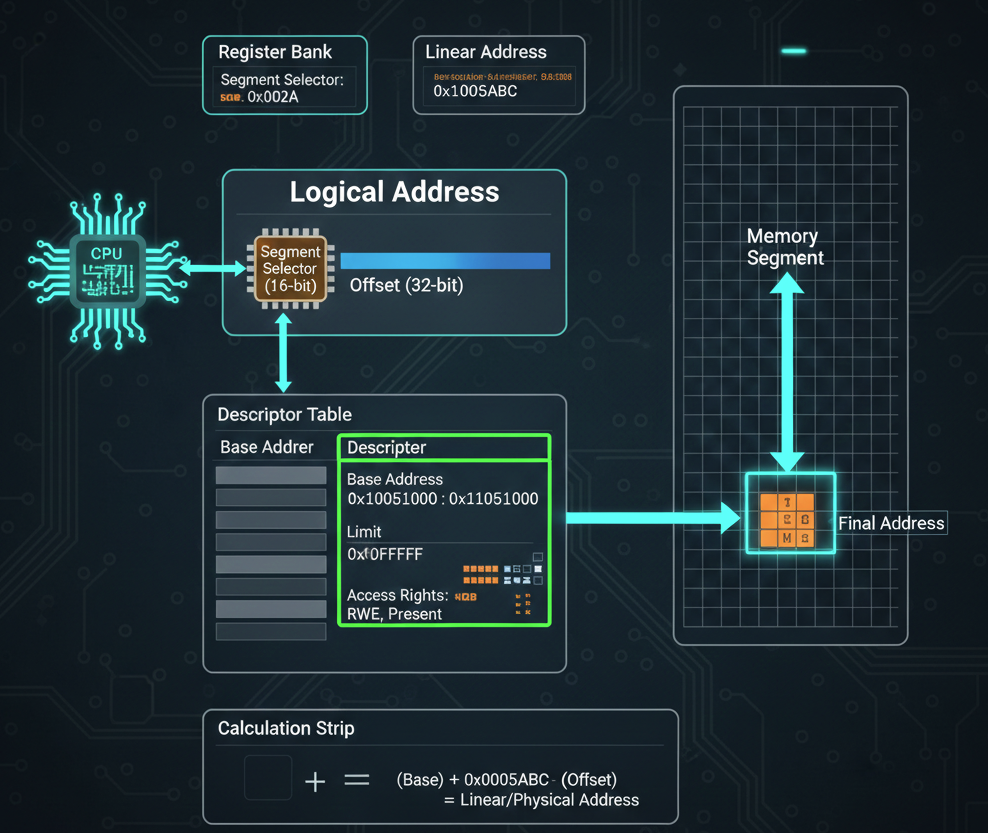 Register Bank
Segment Selector:
0x002A
Linear Address
0x1005ABC
Logical Address
CPU
Segment
Selector
(16-bit)
Offset (32-bit)
Memory
Segment
Descriptor Table
Base Addrer
Descripter
Base Address
0x10051000 : 0x11051000
Limit
0xf0FFFFF
Access Rights:
RWE, Present
Final Address
Calculation Strip
+ = (Base) + 0x0005ABC - (Offset)
= Linear/Physical Address